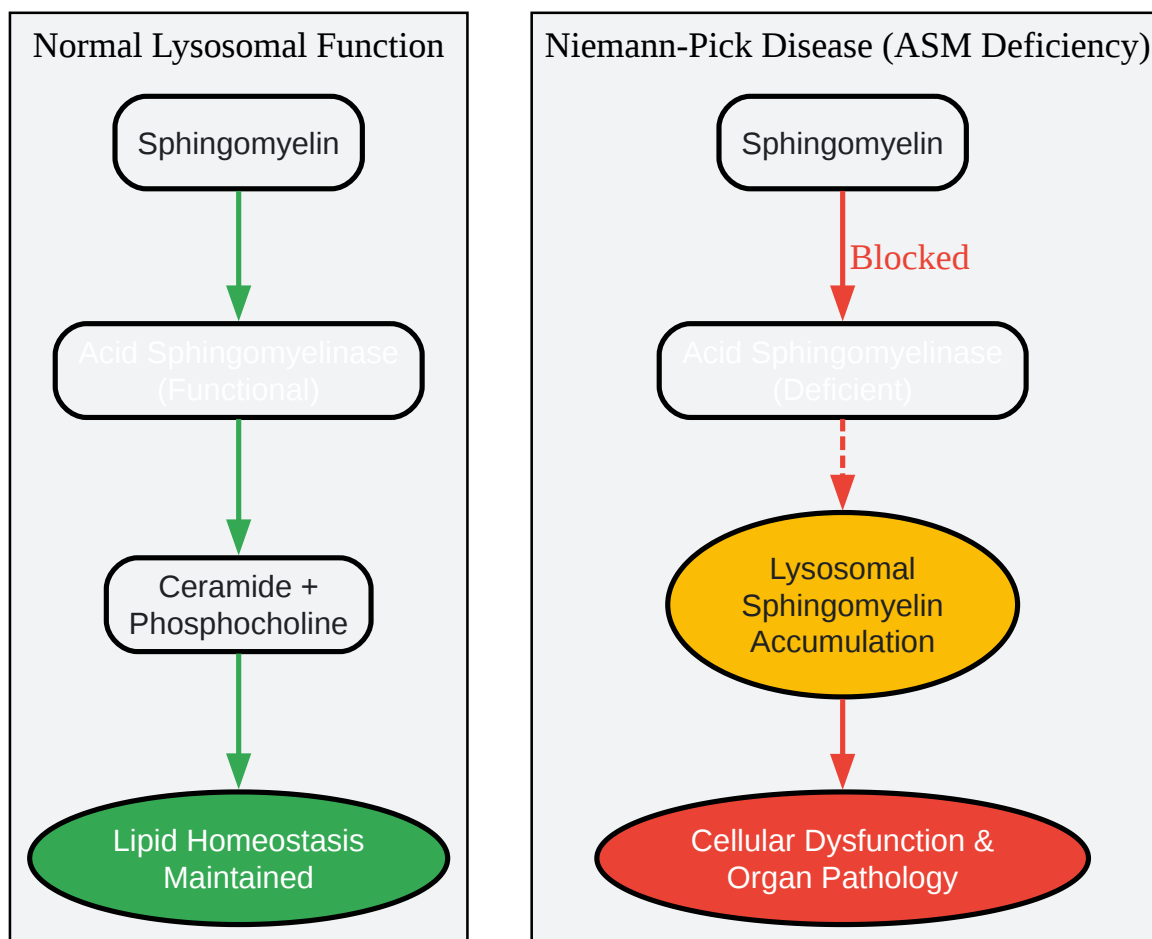 Normal Lysosomal Function
Sphingomyelin
Acid Sphingomyelinase
(Functional)
Ceramide +
Phosphocholine
Lipid Homeostasis
Maintained
Niemann-Pick Disease (ASM Deficiency)
Sphingomyelin
Blocked
Acid Sphingomyelinase
(Deficient)
Lysosomal
Sphingomyelin
Accumulation
Cellular Dysfunction &
Organ Pathology